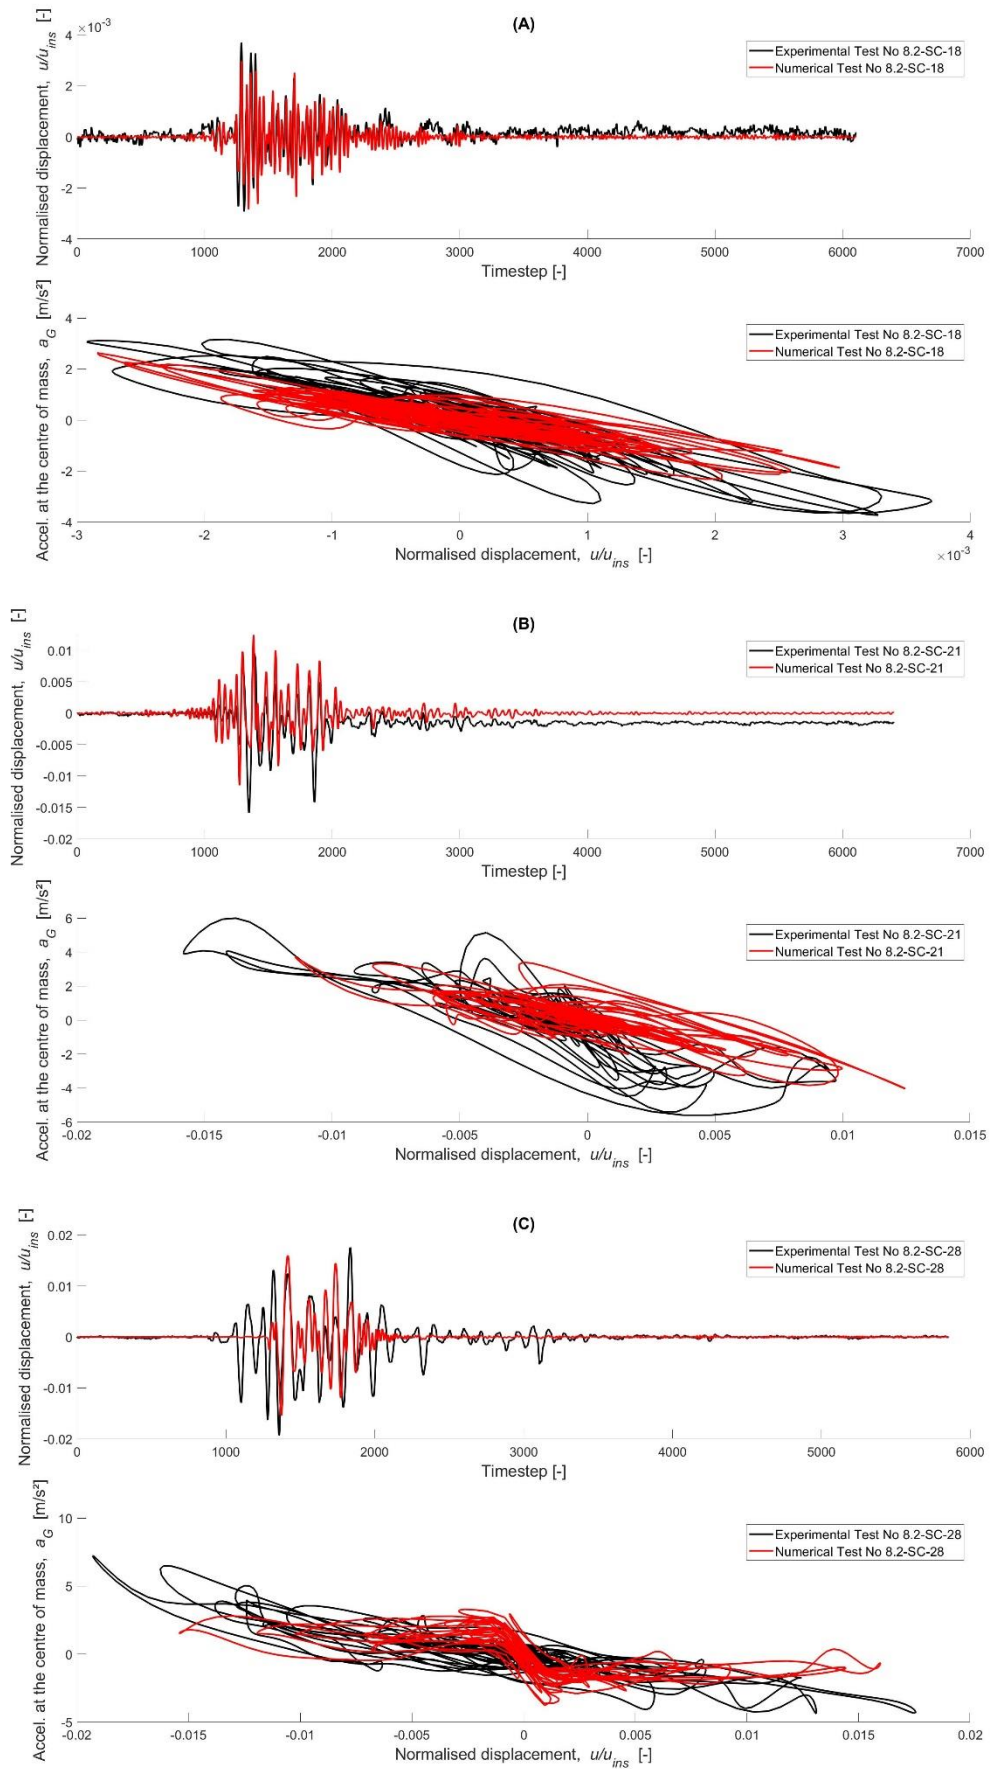 (A)
×10⁻³
Normalised displacement, u/u_ins [-]
4
2
0
-2
-4
Experimental Test No 8.2-SC-18
Numerical Test No 8.2-SC-18
0 1000 2000 3000 4000 5000 6000 7000
Timestep [-]
Accel. at the centre of mass, a_G [m/s²]
4
2
0
-2
-4
Experimental Test No 8.2-SC-18
Numerical Test No 8.2-SC-18
-3 -2 -1 0 1 2 3 4
×10⁻³
Normalised displacement, u/u_ins [-]
(B)
Normalised displacement, u/u_ins [-]
0.01
0.005
0
-0.005
-0.01
-0.015
-0.02
Experimental Test No 8.2-SC-21
Numerical Test No 8.2-SC-21
0 1000 2000 3000 4000 5000 6000 7000
Timestep [-]
Accel. at the centre of mass, a_G [m/s²]
6
4
2
0
-2
-4
-6
Experimental Test No 8.2-SC-21
Numerical Test No 8.2-SC-21
-0.02 -0.015 -0.01 -0.005 0 0.005 0.01 0.015
Normalised displacement, u/u_ins [-]
(C)
Normalised displacement, u/u_ins [-]
0.02
0.01
0
-0.01
-0.02
Experimental Test No 8.2-SC-28
Numerical Test No 8.2-SC-28
0 1000 2000 3000 4000 5000 6000
Timestep [-]
Accel. at the centre of mass, a_G [m/s²]
10
5
0
-5
Experimental Test No 8.2-SC-28
Numerical Test No 8.2-SC-28
-0.02 -0.015 -0.01 -0.005 0 0.005 0.01 0.015 0.02
Normalised displacement, u/u_ins [-]